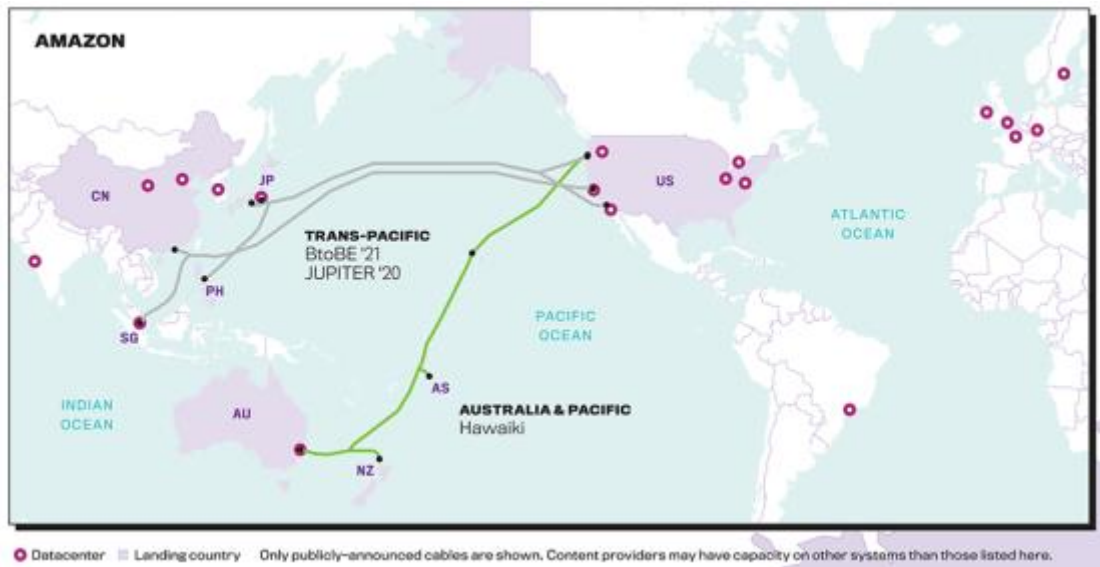 AMAZON
CN
JP
US
TRANS-PACIFIC
BtoBE '21
JUPITER '20
ATLANTIC
OCEAN
PH
SG
PACIFIC
OCEAN
AS
INDIAN
OCEAN
AU
AUSTRALIA & PACIFIC
Hawaiki
NZ
Datacenter Landing country Only publicly-announced cables are shown. Content providers may have capacity on other systems than those listed here.